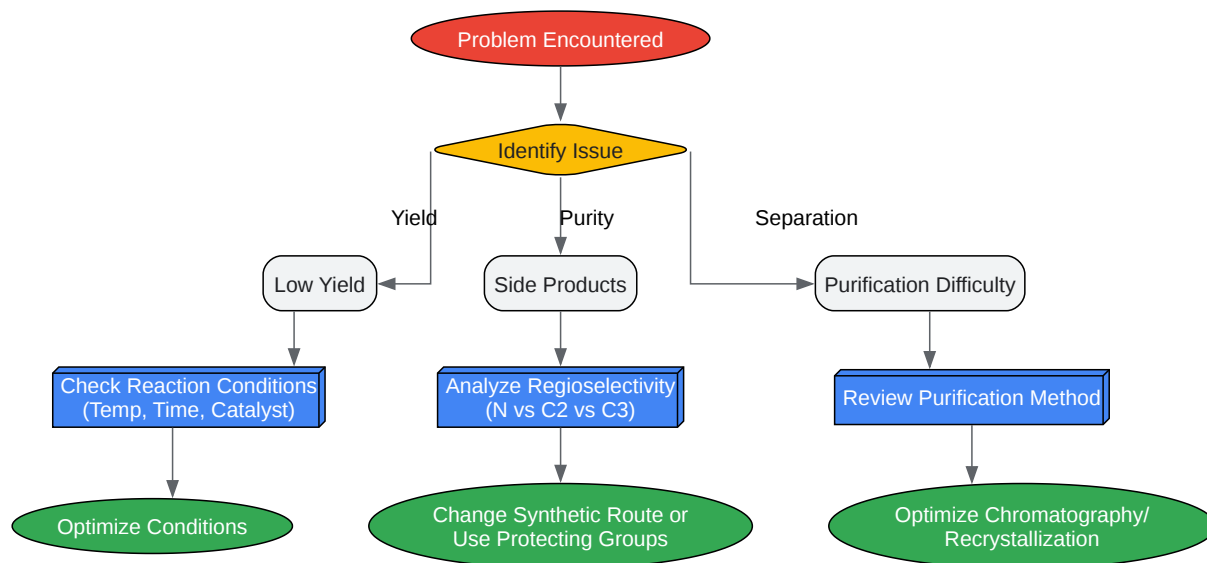 Problem Encountered
Identify Issue
Yield
Purity
Separation
Low Yield
Side Products
Purification Difficulty
Check Reaction Conditions
(Temp, Time, Catalyst)
Analyze Regioselectivity
(N vs C2 vs C3)
Review Purification Method
Optimize Conditions
Change Synthetic Route or
Use Protecting Groups
Optimize Chromatography/
Recrystallization